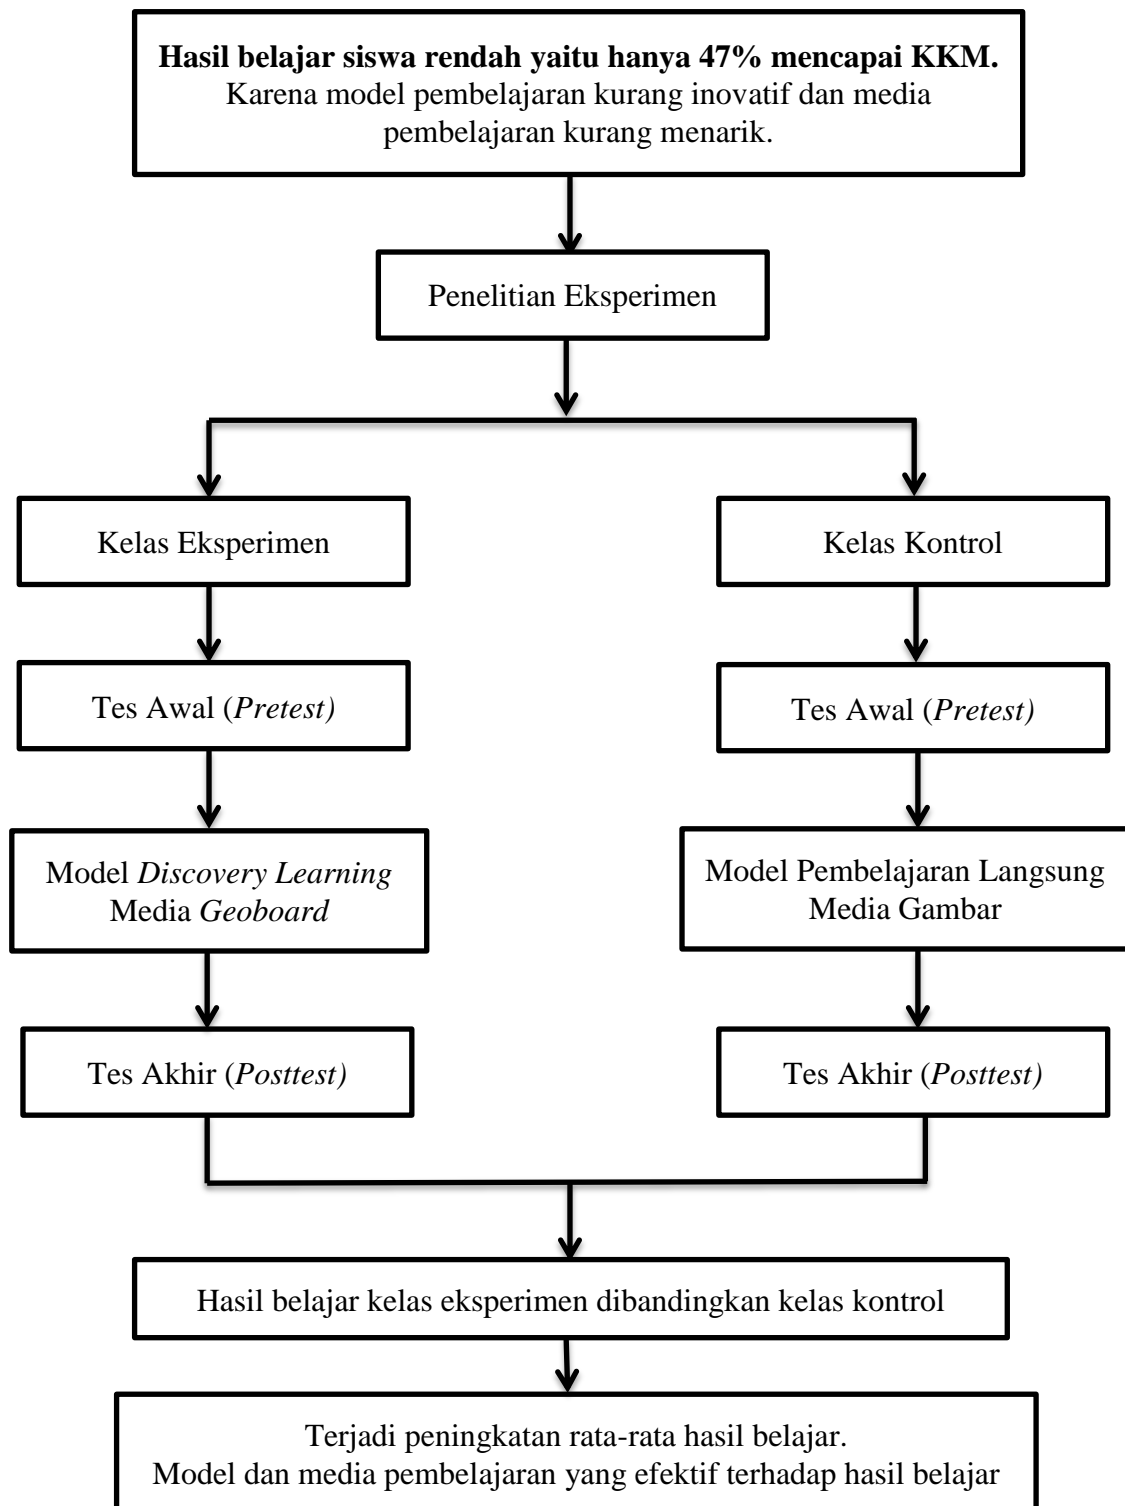 Hasil belajar siswa rendah yaitu hanya 47% mencapai KKM.
Karena model pembelajaran kurang inovatif dan media
pembelajaran kurang menarik.
Penelitian Eksperimen
Kelas Eksperimen
Kelas Kontrol
Tes Awal (Pretest)
Tes Awal (Pretest)
Model Discovery Learning
Media Geoboard
Model Pembelajaran Langsung
Media Gambar
Tes Akhir (Posttest)
Tes Akhir (Posttest)
Hasil belajar kelas eksperimen dibandingkan kelas kontrol
Terjadi peningkatan rata-rata hasil belajar.
Model dan media pembelajaran yang efektif terhadap hasil belajar